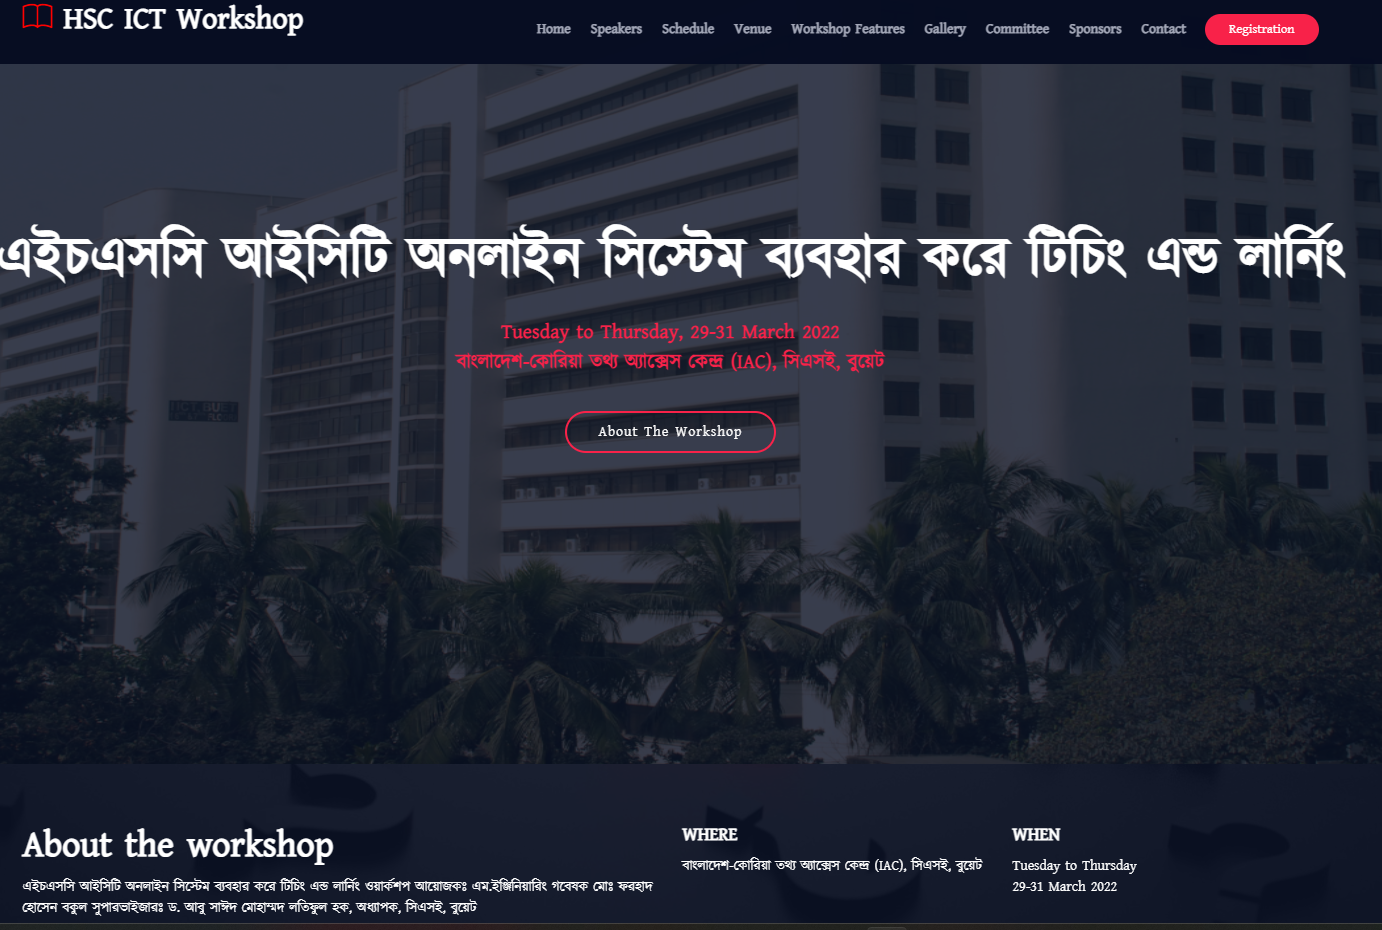 HSC ICT Workshop
Home Speakers Schedule Venue Workshop Features Gallery Committee Sponsors Contact Registration
এইচএসসি আইসিটি অনলাইন সিস্টেম ব্যবহার করে টিচিং এন্ড লার্নিং
Tuesday to Thursday, 29-31 March 2022
বাংলাদেশ-কোরিয়া তথ্য অ্যাক্সেস কেন্দ্র (IAC), সিএসই, বুয়েট
About The Workshop
About the workshop
এইচএসসি আইসিটি অনলাইন সিস্টেম ব্যবহার করে টিচিং এন্ড লার্নিং ওয়ার্কশপ আয়োজকঃ এম.ইঞ্জিনিয়ারিং গবেষক মোঃ ফরহাদ
হোসেন বকুল সুপারভাইজারঃ ড. আবু সাঈদ মোহাম্মদ লতিফুল হক, অধ্যাপক, সিএসই, বুয়েট
WHERE
বাংলাদেশ-কোরিয়া তথ্য অ্যাক্সেস কেন্দ্র (IAC), সিএসই, বুয়েট
WHEN
Tuesday to Thursday
29-31 March 2022